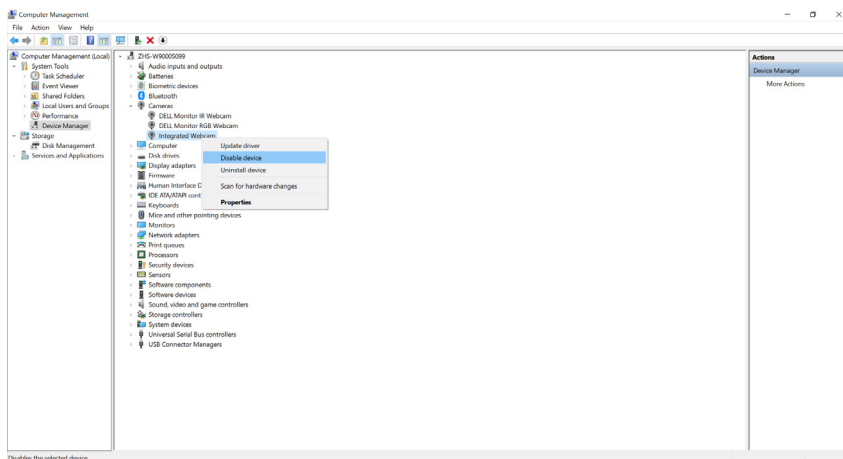 Computer Management
File Action View Help
Computer Management (Local)
System Tools
Task Scheduler
Event Viewer
Shared Folders
Local Users and Groups
Performance
Device Manager
Storage
Disk Management
Services and Applications
ZHS-W90005099
Audio inputs and outputs
Batteries
Biometric devices
Bluetooth
Cameras
DELL Monitor IR Webcam
DELL Monitor RGB Webcam
Integrated Webcam
Computer
Disk drives
Display adapters
Firmware
Human Interface D
IDE ATA/ATAPI cont
Keyboards
Mice and other pointing devices
Monitors
Network adapters
Print queues
Processors
Security devices
Sensors
Software components
Software devices
Sound, video and game controllers
Storage controllers
System devices
Universal Serial Bus controllers
USB Connector Managers
Update driver
Disable device
Uninstall device
Scan for hardware changes
Properties
Actions
Device Manager
More Actions
Disables the selected device.